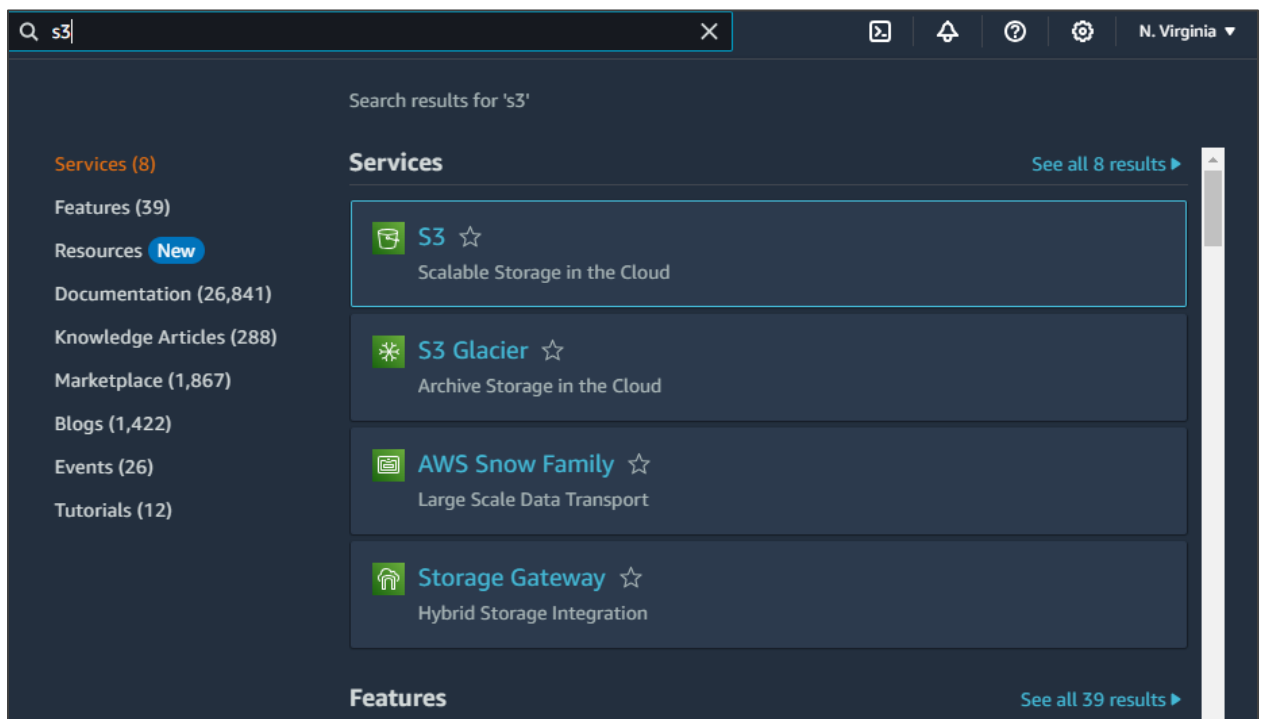 s3
N. Virginia ▼
Search results for 's3'
Services (8)
Features (39)
Resources New
Documentation (26,841)
Knowledge Articles (288)
Marketplace (1,867)
Blogs (1,422)
Events (26)
Tutorials (12)
Services
See all 8 results ▶
S3
Scalable Storage in the Cloud
S3 Glacier
Archive Storage in the Cloud
AWS Snow Family
Large Scale Data Transport
Storage Gateway
Hybrid Storage Integration
Features
See all 39 results ▶